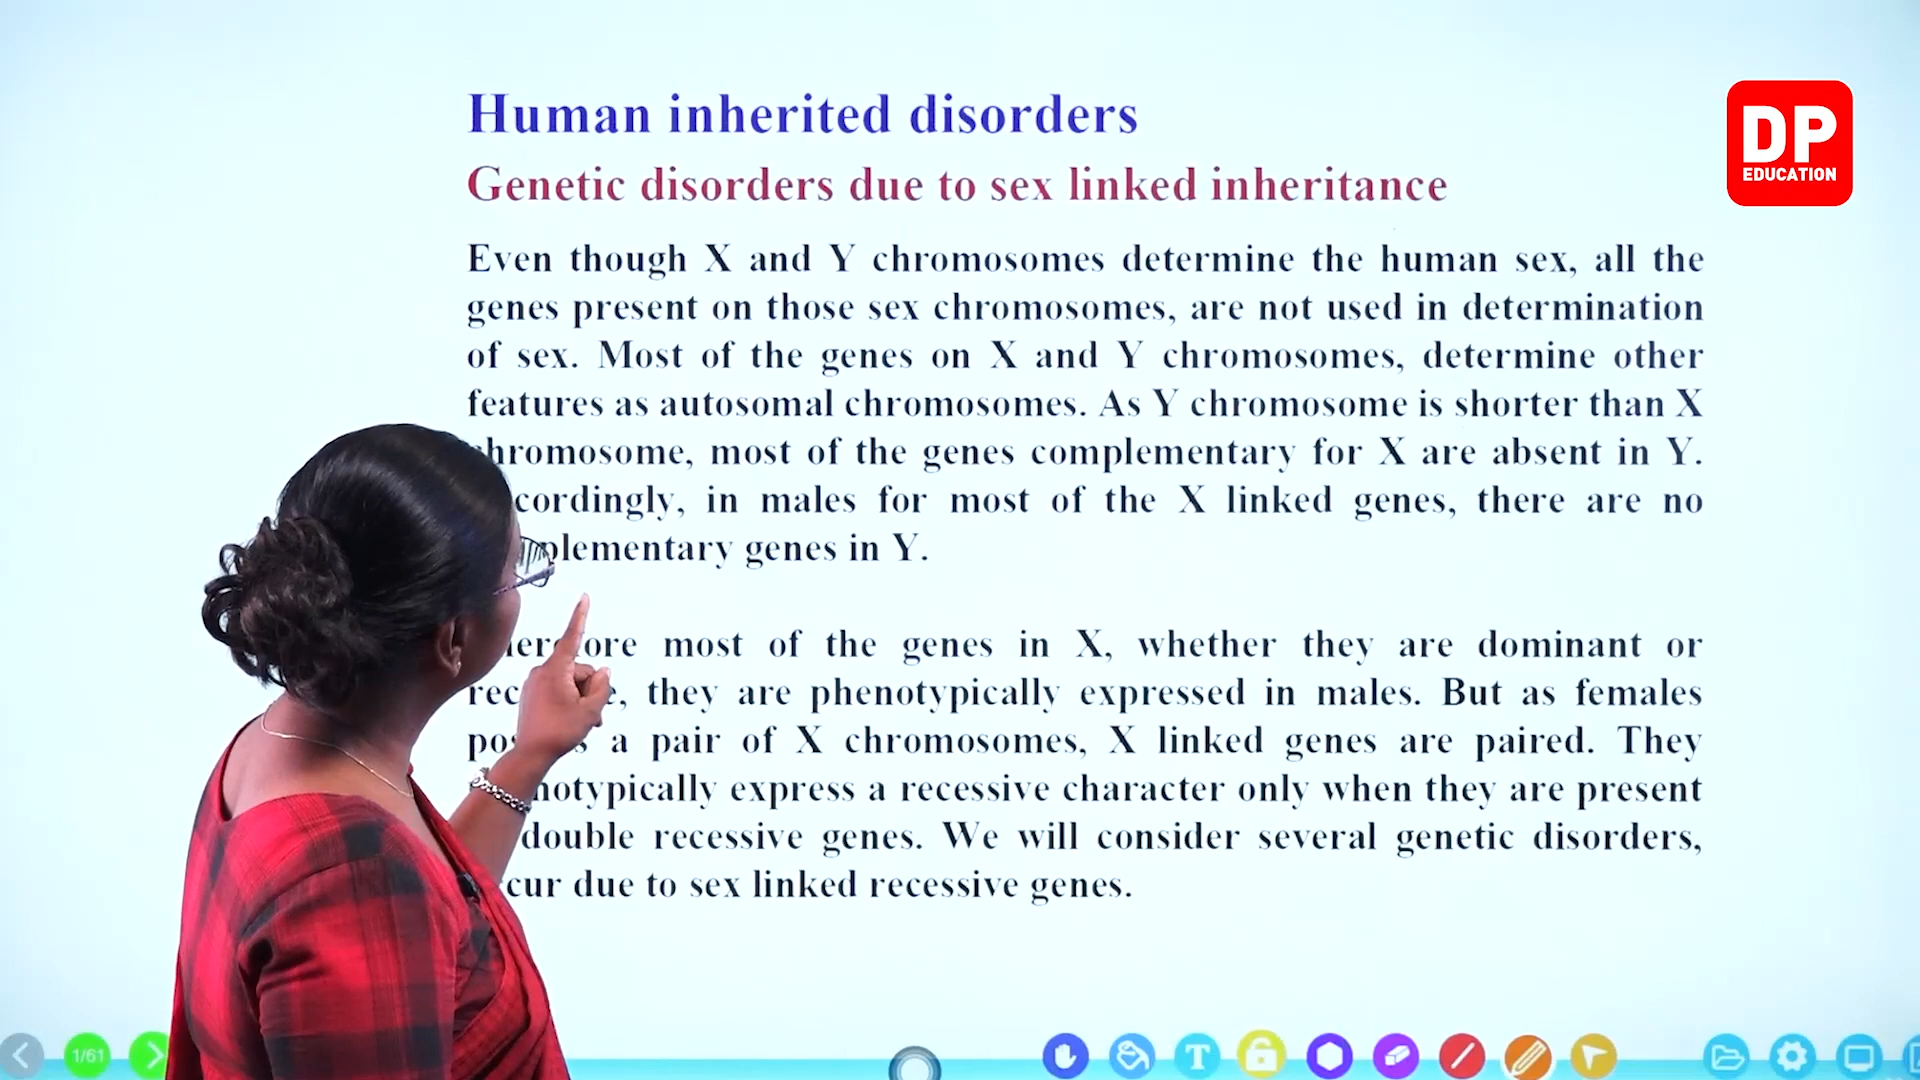 Human inherited disorders
DP
EDUCATION
Genetic disorders due to sex linked inheritance
Even though X and Y chromosomes determine the human sex, all the
genes present on those sex chromosomes, are not used in determination
of sex. Most of the genes on X and Y chromosomes, determine other
features as autosomal chromosomes. As Y chromosome is shorter than X
chromosome, most of the genes complementary for X are absent in Y.
cordingly, in males for most of the X linked genes, there are no
plementary genes in Y.
most of the genes in X, whether they are dominant or
they are phenotypically expressed in males. But as females
a pair of X chromosomes, X linked genes are paired. They
notypically express a recessive character only when they are present
double recessive genes. We will consider several genetic disorders,
cur due to sex linked recessive genes.
1/61
T